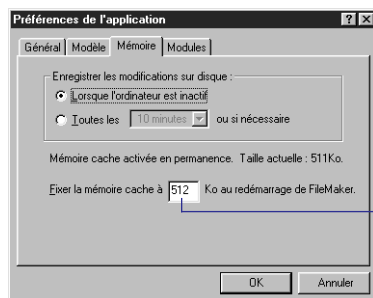 Préférences de l'application
Général Modèle Mémoire Modules
Enregistrer les modifications sur disque :
Lorsque l'ordinateur est inactif
Toutes les 10 minutes ou si nécessaire
Mémoire cache activée en permanence. Taille actuelle : 511Ko.
Fixer la mémoire cache à 512 Ko au redémarrage de FileMaker.
OK Annuler